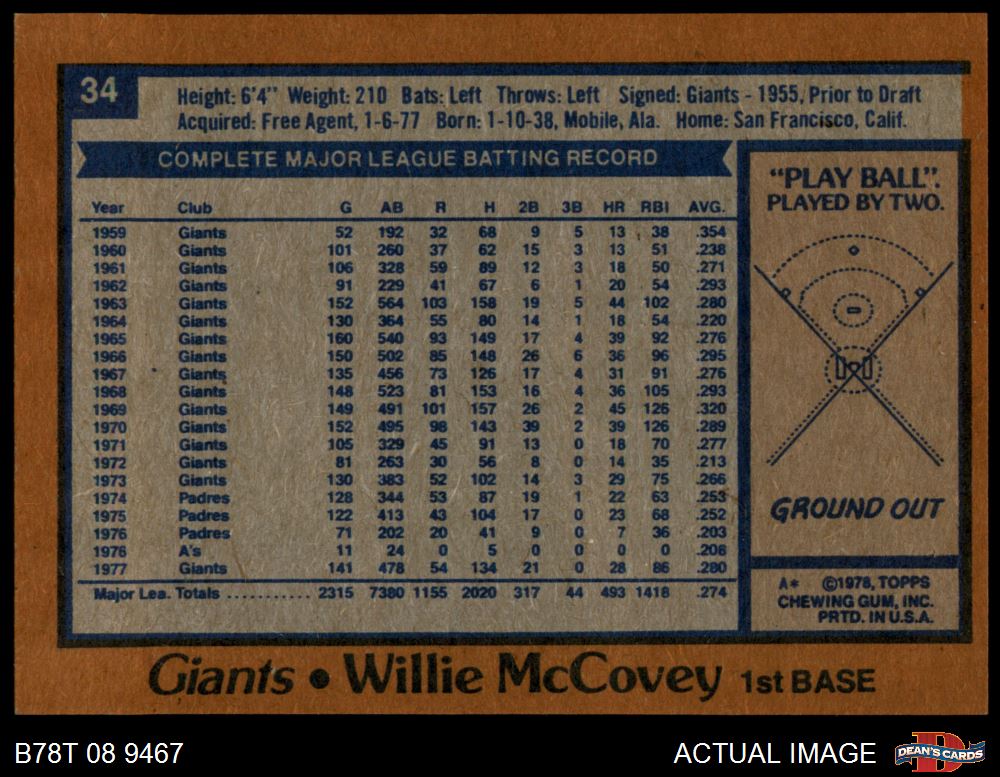 34
Height: 6'4" Weight: 210 Bats: Left Throws: Left Signed: Giants - 1955, Prior to Draft
Acquired: Free Agent, 1-6-77 Born: 1-10-38, Mobile, Ala. Home: San Francisco, Calif.
COMPLETE MAJOR LEAGUE BATTING RECORD
Year Club G AB R H 2B 3B HR RBI AVG.
1959 Giants 52 192 32 68 9 5 13 38 .354
1960 Giants 101 260 37 62 15 3 13 51 .238
1961 Giants 106 328 59 89 12 3 18 50 .271
1962 Giants 91 229 41 67 6 1 20 54 .293
1963 Giants 152 564 103 158 19 5 44 102 .280
1964 Giants 130 364 55 80 14 1 18 54 .220
1965 Giants 160 540 93 149 17 4 39 92 .276
1966 Giants 150 502 85 148 26 6 36 96 .295
1967 Giants 135 456 73 126 17 4 31 91 .276
1968 Giants 148 523 81 153 16 4 36 105 .293
1969 Giants 149 491 101 157 26 2 45 126 .320
1970 Giants 152 495 98 143 39 2 39 126 .289
1971 Giants 105 329 45 91 13 0 18 70 .277
1972 Giants 81 263 30 56 8 0 14 35 .213
1973 Giants 130 383 52 102 14 3 29 75 .266
1974 Padres 128 344 53 87 19 1 22 63 .253
1975 Padres 122 413 43 104 17 0 23 68 .252
1976 Padres 71 202 20 41 9 0 7 36 .203
1976 A's 11 24 0 5 0 0 0 0 .208
1977 Giants 141 478 54 134 21 0 28 86 .280
Major Lea. Totals ........... 2315 7380 1155 2020 317 44 493 1418 .274
"PLAY BALL".
PLAYED BY TWO.
GROUND OUT
A* ©1978, TOPPS
CHEWING GUM, INC.
PRTD. IN U.S.A.
Giants • Willie McCovey 1st BASE
B78T 08 9467
ACTUAL IMAGE
DEAN'S CARDS